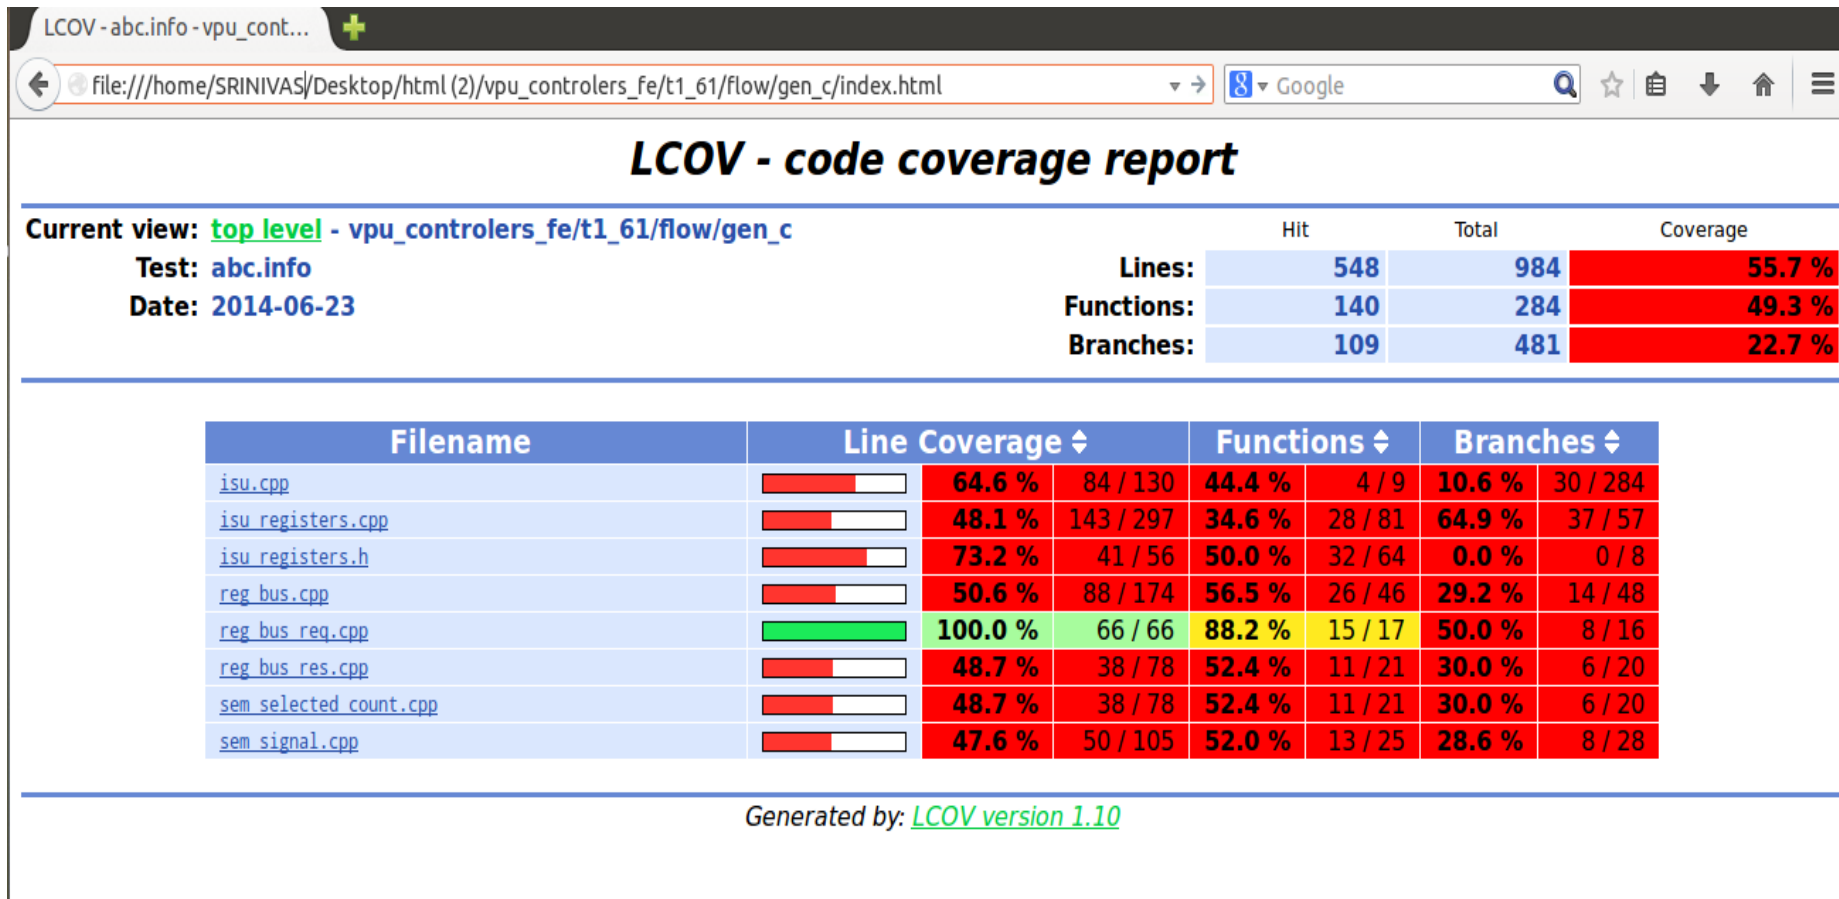 LCOV - abc.info - vpu_cont...
file:///home/SRINIVAS/Desktop/html (2)/vpu_controlers_fe/t1_61/flow/gen_c/index.html
8 Google
LCOV - code coverage report
Current view: top level - vpu_controlers_fe/t1_61/flow/gen_c Hit Total Coverage
Test: abc.info Lines: 548 984 55.7 %
Date: 2014-06-23 Functions: 140 284 49.3 %
Branches: 109 481 22.7 %
Filename Line Coverage Functions Branches
isu.cpp 64.6 % 84 / 130 44.4 % 4 / 9 10.6 % 30 / 284
isu_registers.cpp 48.1 % 143 / 297 34.6 % 28 / 81 64.9 % 37 / 57
isu_registers.h 73.2 % 41 / 56 50.0 % 32 / 64 0.0 % 0 / 8
reg_bus.cpp 50.6 % 88 / 174 56.5 % 26 / 46 29.2 % 14 / 48
reg_bus_req.cpp 100.0 % 66 / 66 88.2 % 15 / 17 50.0 % 8 / 16
reg_bus_res.cpp 48.7 % 38 / 78 52.4 % 11 / 21 30.0 % 6 / 20
sem_selected_count.cpp 48.7 % 38 / 78 52.4 % 11 / 21 30.0 % 6 / 20
sem_signal.cpp 47.6 % 50 / 105 52.0 % 13 / 25 28.6 % 8 / 28
Generated by: LCOV version 1.10